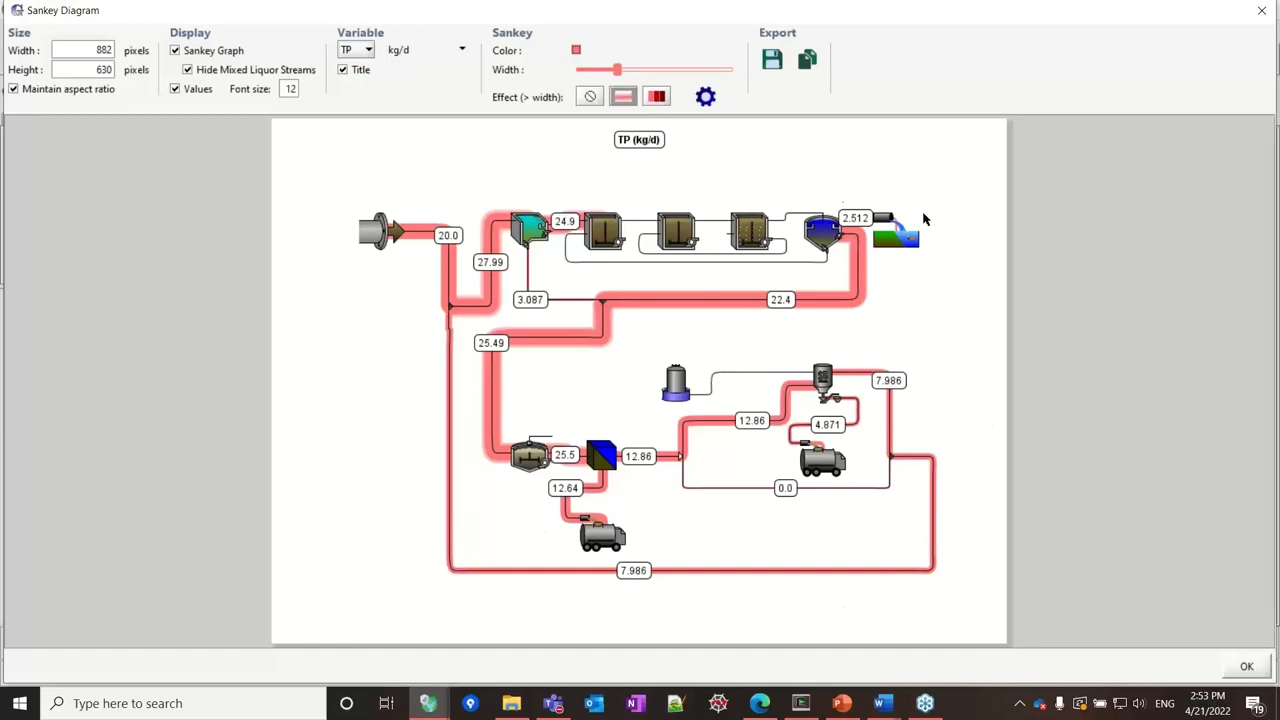 Sankey Diagram
Size
Width : 882 pixels
Height : 630 pixels
Maintain aspect ratio
Display
Sankey Graph
Hide Mixed Liquor Streams
Values Font size: 12
Variable
TP kg/d
Title
Sankey
Color :
Width :
Effect (> width):
Export
TP (kg/d)
20.0
24.9
2.512
27.99
3.087
22.4
25.49
7.986
12.86
4.871
25.5
12.86
12.64
0.0
7.986
OK
Type here to search
ENG
2:53 PM
4/21/2022
19